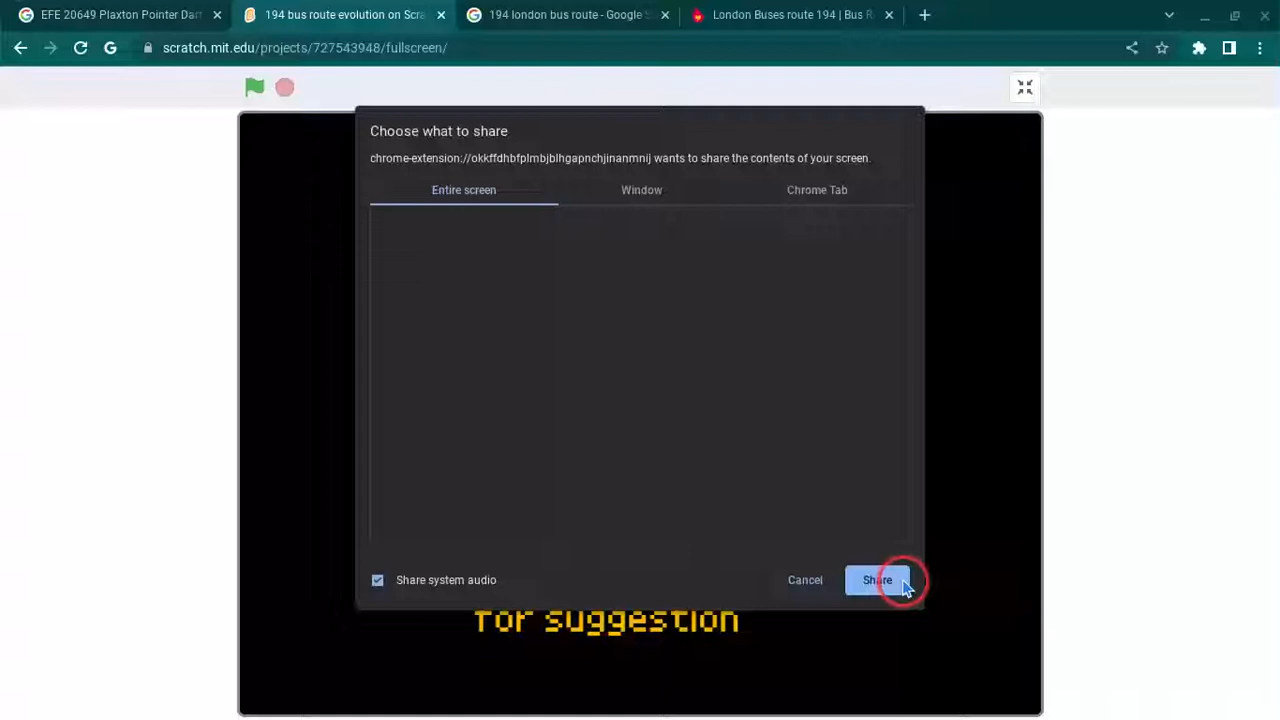 EFE 20649 Plaxton Pointer Dar
194 bus route evolution on Scra
194 london bus route - Google S
London Buses route 194 | Bus R
scratch.mit.edu/projects/727543948/fullscreen/
Choose what to share
chrome-extension://okkffdhbfplmbjblhgapnchjinanmnij wants to share the contents of your screen.
Entire screen
Window
Chrome Tab
Share system audio
Cancel
Share
for suggestion